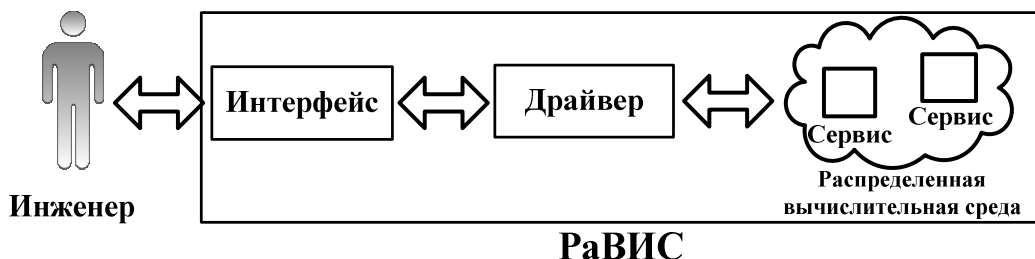 Инженер
Интерфейс
Драйвер
Сервис
Сервис
Распределенная
вычислительная среда
РаВИС